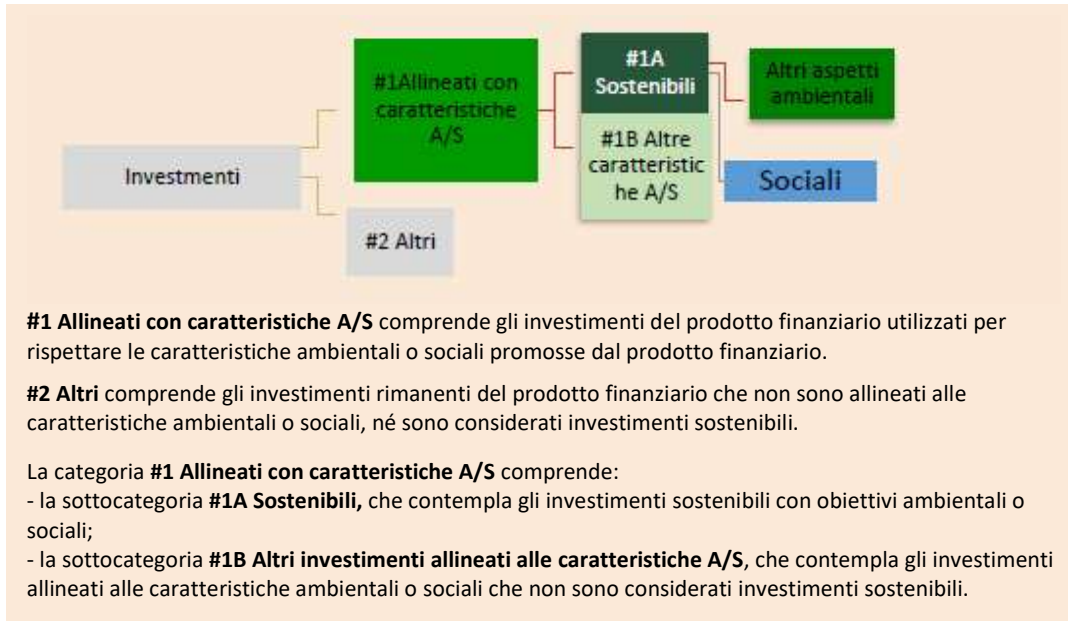 #1Allineati con
caratteristiche
A/S
#1A
Sostenibili
Altri aspetti
ambientali
#1B Altre
caratteristic
he A/S
Investmenti
Sociali
#2 Altri
#1 Allineati con caratteristiche A/S comprende gli investimenti del prodotto finanziario utilizzati per
rispettare le caratteristiche ambientali o sociali promosse dal prodotto finanziario.
#2 Altri comprende gli investimenti rimanenti del prodotto finanziario che non sono allineati alle
caratteristiche ambientali o sociali, né sono considerati investimenti sostenibili.
La categoria #1 Allineati con caratteristiche A/S comprende:
- la sottocategoria #1A Sostenibili, che contempla gli investimenti sostenibili con obiettivi ambientali o
sociali;
- la sottocategoria #1B Altri investimenti allineati alle caratteristiche A/S, che contempla gli investimenti
allineati alle caratteristiche ambientali o sociali che non sono considerati investimenti sostenibili.